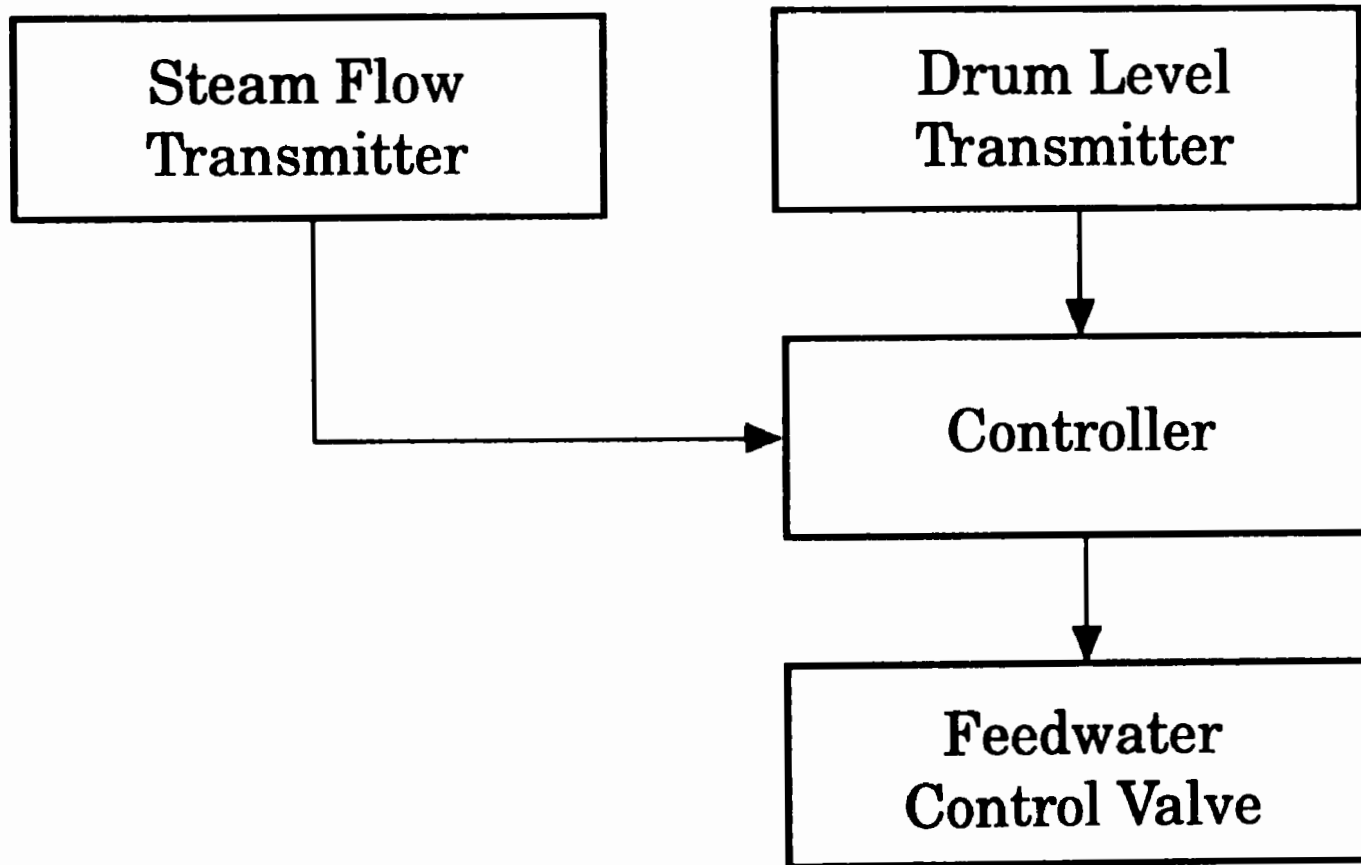 Steam Flow
Transmitter
Drum Level
Transmitter
Controller
Feedwater
Control Valve